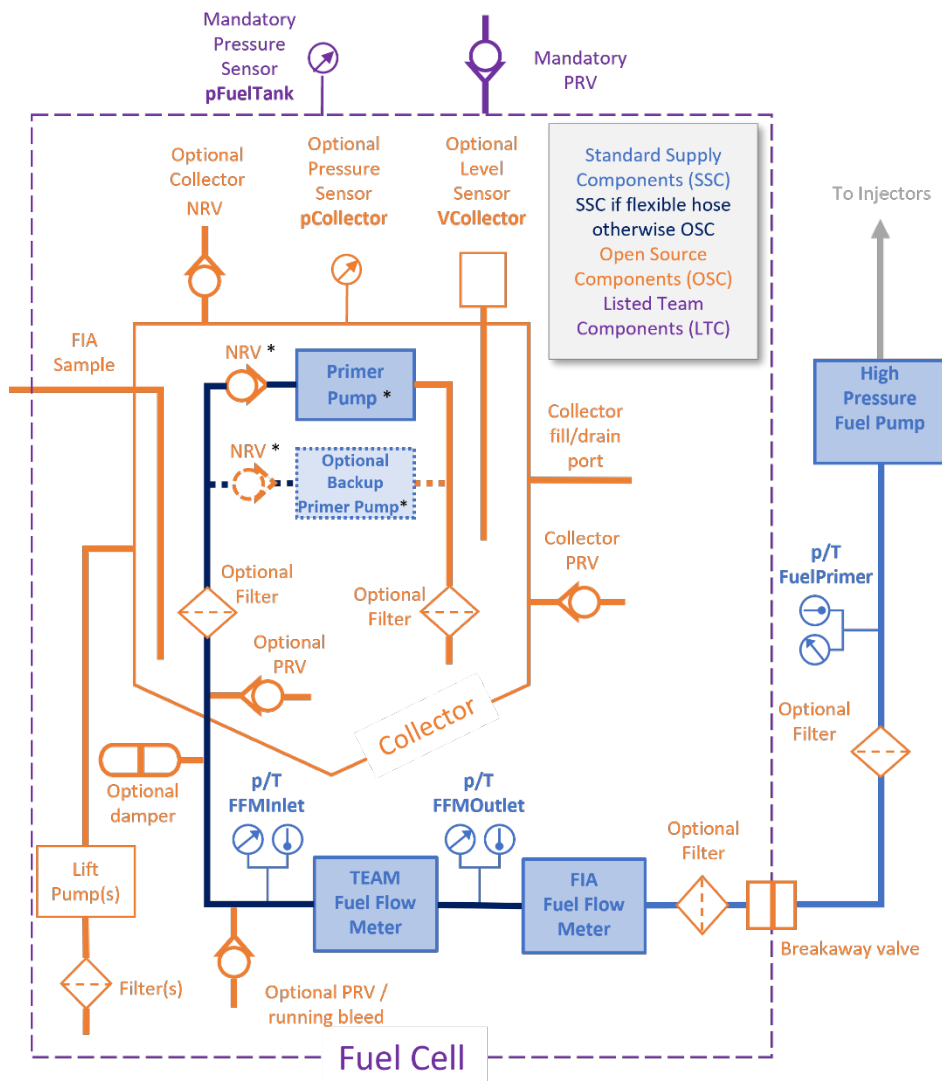 Mandatory
Pressure
Sensor
pFuelTank
Mandatory
PRV
Optional
Collector
NRV
Optional
Pressure
Sensor
pCollector
Optional
Level
Sensor
VCollector
Standard Supply
Components (SSC)
SSC if flexible hose
otherwise OSC
Open Source
Components (OSC)
Listed Team
Components (LTC)
To Injectors
FIA
Sample
NRV *
Primer
Pump *
High
Pressure
Fuel Pump
NRV *
Optional
Backup
Primer Pump*
Collector
fill/drain
port
Optional
Filter
Optional
Filter
Collector
PRV
p/T
FuelPrimer
Optional
PRV
Collector
Optional
Filter
Optional
damper
p/T
FFMInlet
p/T
FFMOutlet
Optional
Filter
Lift
Pump(s)
TEAM
Fuel Flow
Meter
FIA
Fuel Flow
Meter
Breakaway valve
Filter(s)
Optional PRV /
running bleed
Fuel Cell